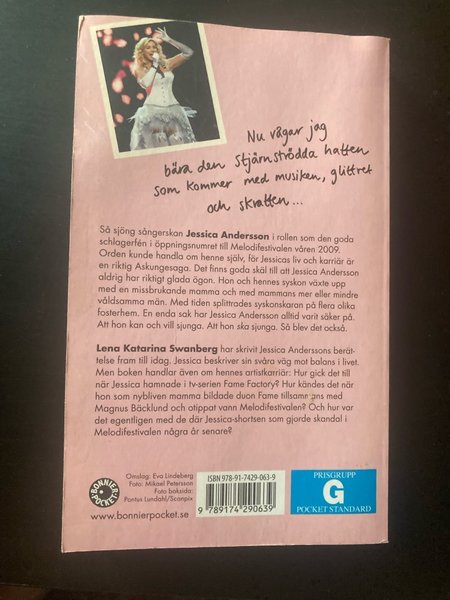 Nu vågar jag
bära den stjärnströdda hatten
som kommer med musiken, glittret
och skratten...
Så sjöng sångerskan Jessica Andersson i rollen som den goda
schlagerfén i öppningsnumret till Melodifestivalen våren 2009.
Orden kunde handla om henne själv, för Jessicas liv och karriär är
en riktig Askungesaga. Det finns goda skäl till att Jessica Andersson
aldrig har riktigt glada ögon. Hon och hennes syskon växte upp
med en missbrukande mamma och med mammans mer eller mindre
våldsamma män. Med tiden splittrades syskonskaran på flera olika
fosterhem. En enda sak har Jessica Andersson alltid varit säker på.
Att hon kan och vill sjunga. Att hon ska sjunga. Så blev det också.
Lena Katarina Swanberg har skrivit Jessica Anderssons berät-
telse fram till idag. Jessica beskriver sin svåra väg mot balans i livet.
Men boken handlar även om hennes artistkarriär: Hur gick det till
när Jessica hamnade i tv-serien Fame Factory? Hur kändes det när
hon som nybliven mamma bildade duon Fame tillsammans med
Magnus Bäcklund och otippat vann Melodifestivalen? Och hur var
det egentligen med de där Jessica-shortsen som gjorde skandal i
Melodifestivalen några år senare?
Omslag: Eva Lindeberg
Foto: Mikael Petersson
Foto baksida:
Pontus Lundahl/Scanpix
BONNIER POCKET
www.bonnierpocket.se
ISBN 978-91-7429-063-9
9 789174 290639
PRISGRUPP
G
POCKET STANDARD